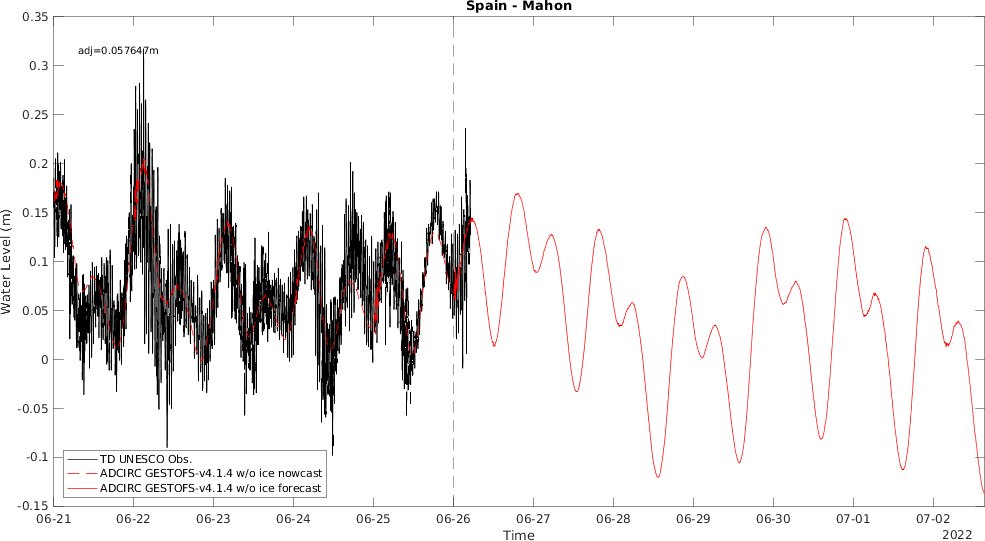 Spain - Mahon
adj=0.057647m
0.35
0.3
0.25
0.2
0.15
0.1
0.05
0
-0.05
-0.1
-0.15
Water Level (m)
TD UNESCO Obs.
ADCIRC GESTOFS-v4.1.4 w/o ice nowcast
ADCIRC GESTOFS-v4.1.4 w/o ice forecast
06-21 06-22 06-23 06-24 06-25 06-26 06-27 06-28 06-29 06-30 07-01 07-02
Time
2022